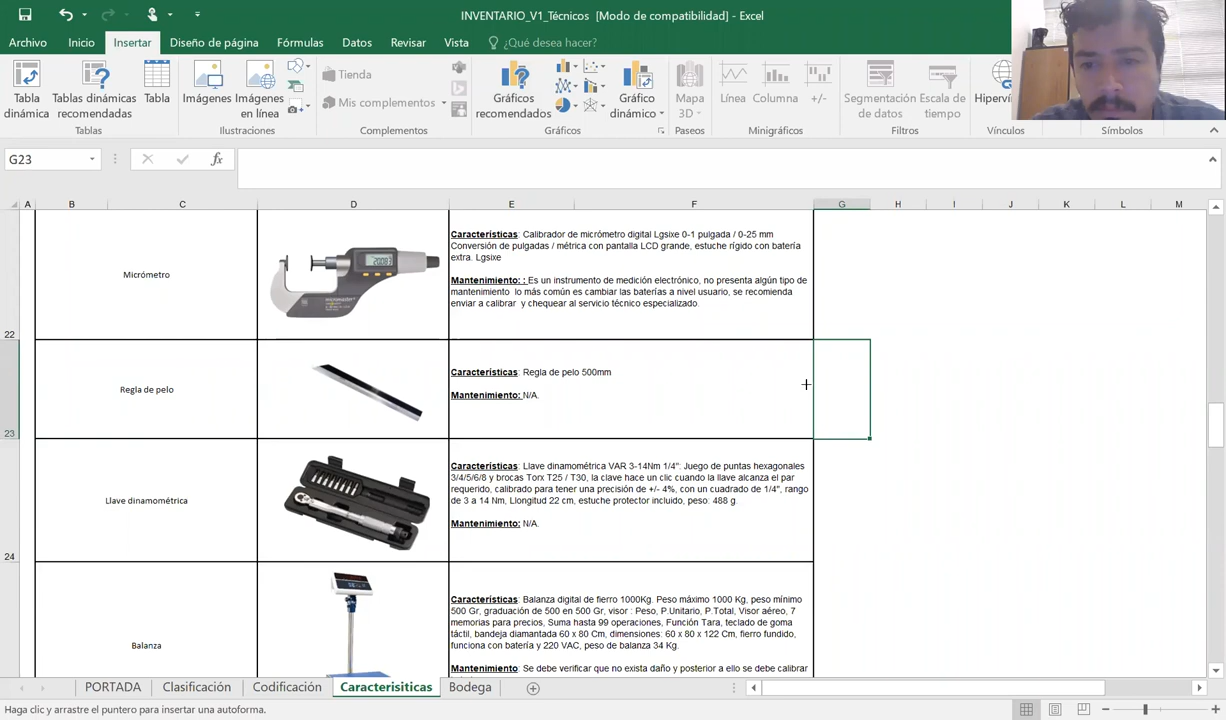 INVENTARIO_V1_Técnicos [Modo de compatibilidad] - Excel
Archivo Inicio Insertar Diseño de página Fórmulas Datos Revisar Vista ¿Qué desea hacer?
Tabla dinámica
Tablas dinámicas recomendadas
Tabla
Imágenes
Imágenes en línea
Tienda
Mis complementos
Gráficos recomendados
Gráfico dinámico
Mapa 3D
Línea
Columna
+/-
Segmentación de datos
Escala de tiempo
Hiperví
Tablas Ilustraciones Complementos Gráficos Paseos Minigráficos Filtros Vínculos Símbolos
G23
fx
A B C D E F G H I J K L M
22
Micrómetro
Características: Calibrador de micrómetro digital Lgsixe 0-1 pulgada / 0-25 mm
Conversión de pulgadas / métrica con pantalla LCD grande, estuche rígido con batería
extra. Lgsixe
Mantenimiento: : Es un instrumento de medición electrónico, no presenta algún tipo de
mantenimiento lo más común es cambiar las baterías a nivel usuario, se recomienda
enviar a calibrar y chequear al servicio técnico especializado.
23
Regla de pelo
Características: Regla de pelo 500mm
Mantenimiento: N/A.
24
Llave dinamométrica
Características: Llave dinamométrica VAR 3-14Nm 1/4": Juego de puntas hexagonales
3/4/5/6/8 y brocas Torx T25 / T30, la clave hace un clic cuando la llave alcanza el par
requerido, calibrado para tener una precisión de +/- 4%, con un cuadrado de 1/4", rango
de 3 a 14 Nm, Llongitud 22 cm, estuche protector incluido, peso: 488 g.
Mantenimiento: N/A.
Balanza
Características: Balanza digital de fierro 1000Kg. Peso máximo 1000 Kg, peso mínimo
500 Gr, graduación de 500 en 500 Gr, visor : Peso, P.Unitario, P.Total, Visor aéreo, 7
memorias para precios, Suma hasta 99 operaciones, Función Tara, teclado de goma
táctil, bandeja diamantada 60 x 80 Cm, dimensiones: 60 x 80 x 122 Cm, fierro fundido,
funciona con batería y 220 VAC, peso de balanza 34 Kg.
Mantenimiento: Se debe verificar que no exista daño y posterior a ello se debe calibrar
PORTADA Clasificación Codificación Caracterisiticas Bodega
Haga clic y arrastre el puntero para insertar una autoforma.